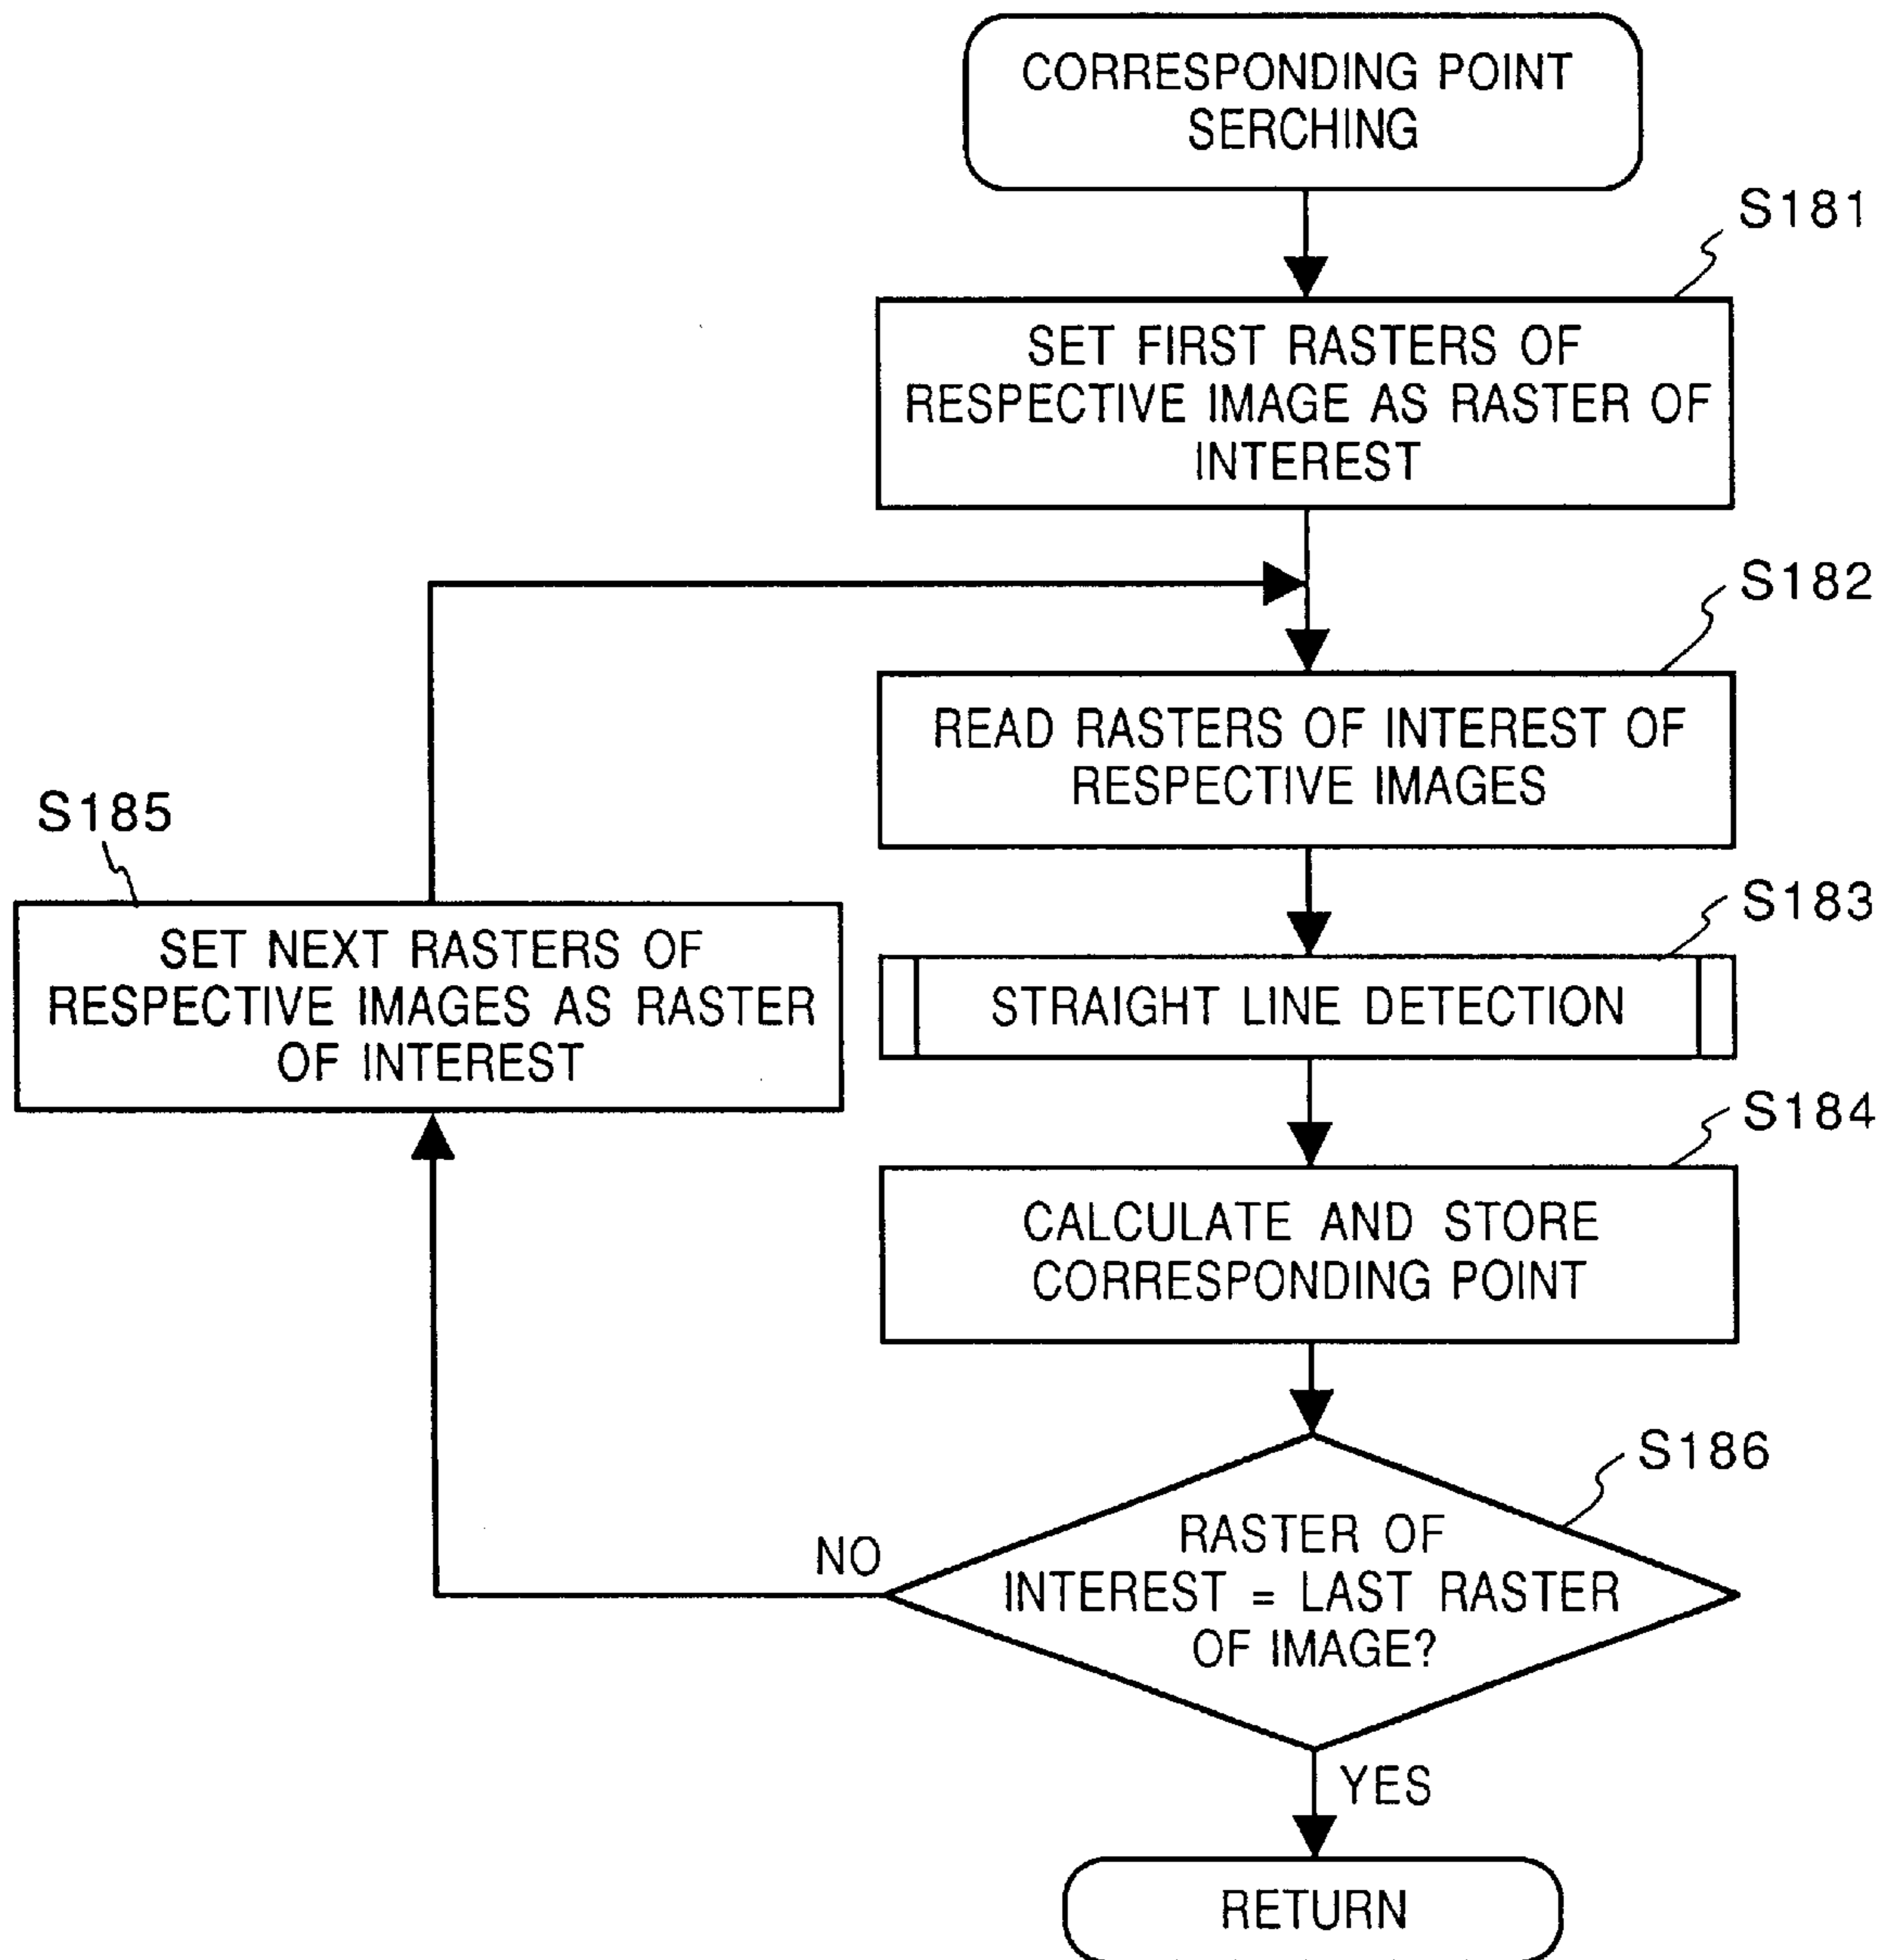 CORRESPONDING POINT
SERCHING
S181
SET FIRST RASTERS OF
RESPECTIVE IMAGE AS RASTER OF
INTEREST
S182
READ RASTERS OF INTEREST OF
RESPECTIVE IMAGES
S185
SET NEXT RASTERS OF
RESPECTIVE IMAGES AS RASTER
OF INTEREST
S183
STRAIGHT LINE DETECTION
S184
CALCULATE AND STORE
CORRESPONDING POINT
S186
RASTER OF
INTEREST = LAST RASTER
OF IMAGE?
NO
YES
RETURN